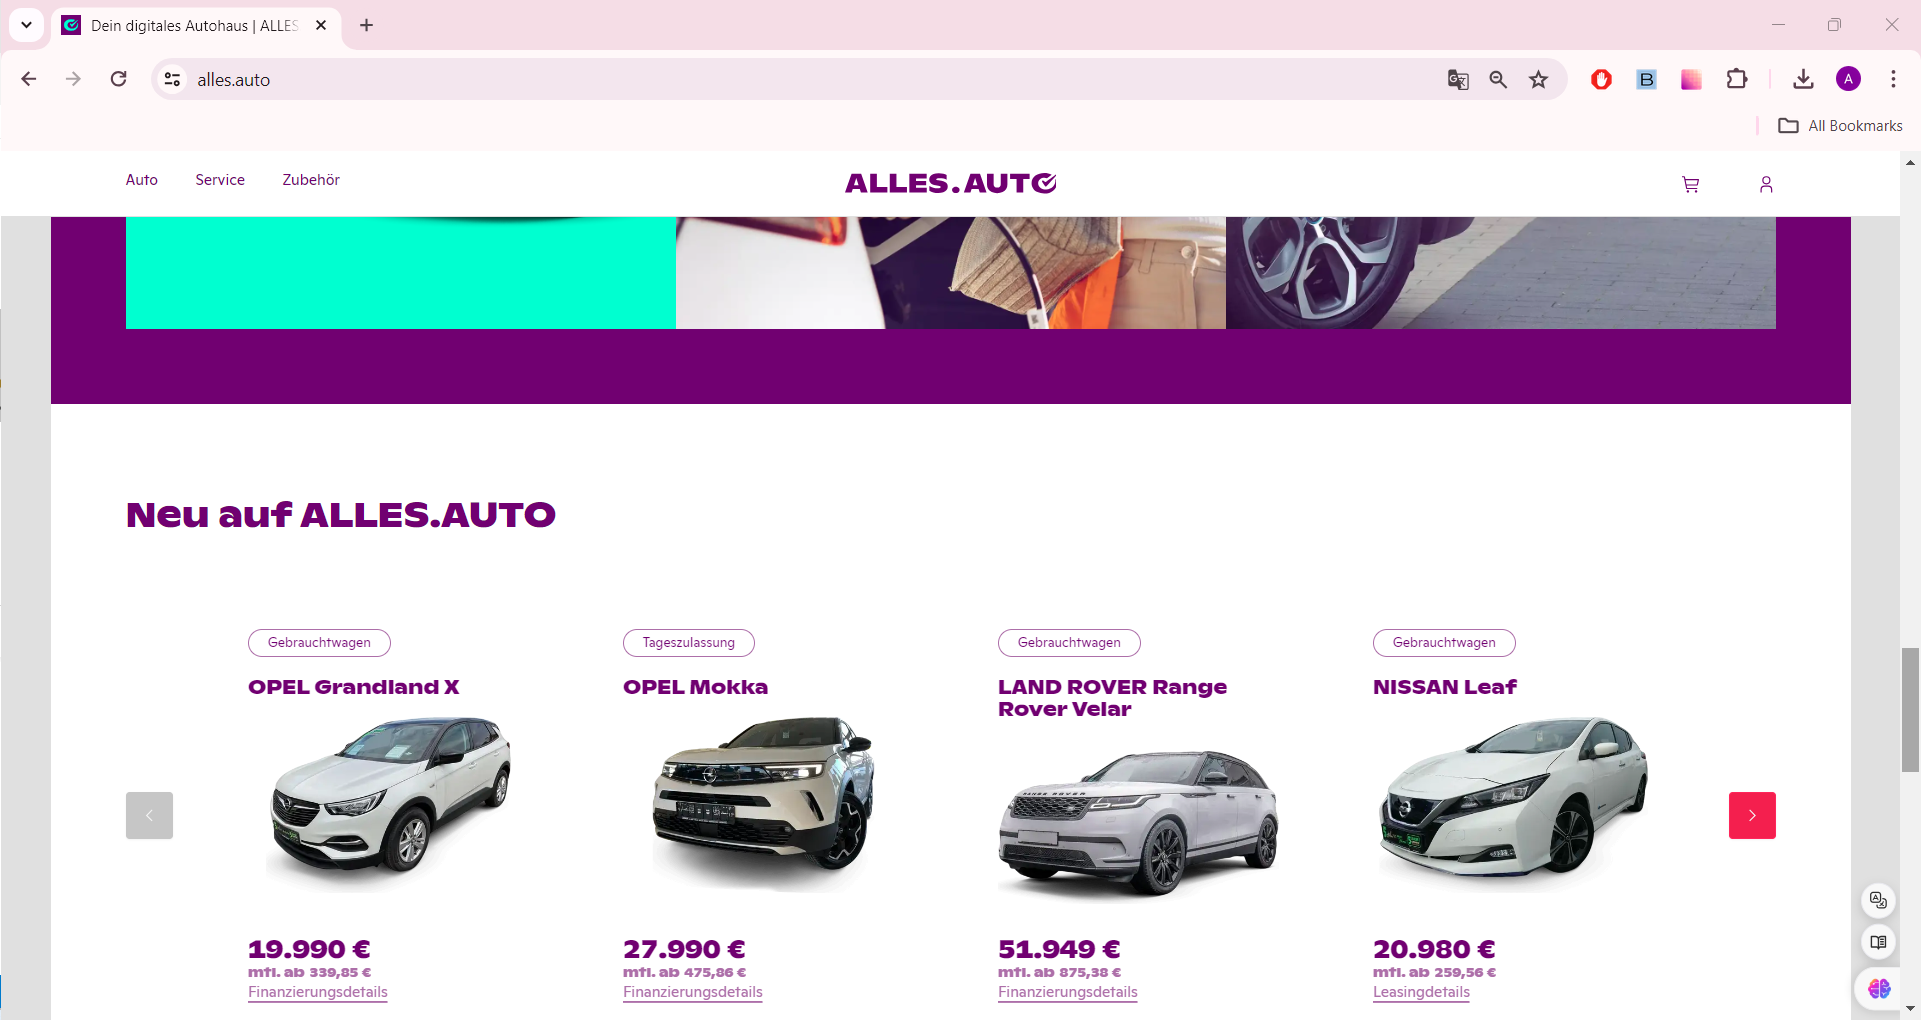 Dein digitales Autohaus | ALLES
alles.auto
A
All Bookmarks
Auto Service Zubehör
ALLES.AUTO
Neu auf ALLES.AUTO
Gebrauchtwagen
OPEL Grandland X
19.990 €
mtl. ab 339,85 €
Finanzierungsdetails
Tageszulassung
OPEL Mokka
27.990 €
mtl. ab 475,86 €
Finanzierungsdetails
Gebrauchtwagen
LAND ROVER Range
Rover Velar
RANGE ROVER
51.949 €
mtl. ab 875,38 €
Finanzierungsdetails
Gebrauchtwagen
NISSAN Leaf
20.980 €
mtl. ab 259,56 €
Leasingdetails